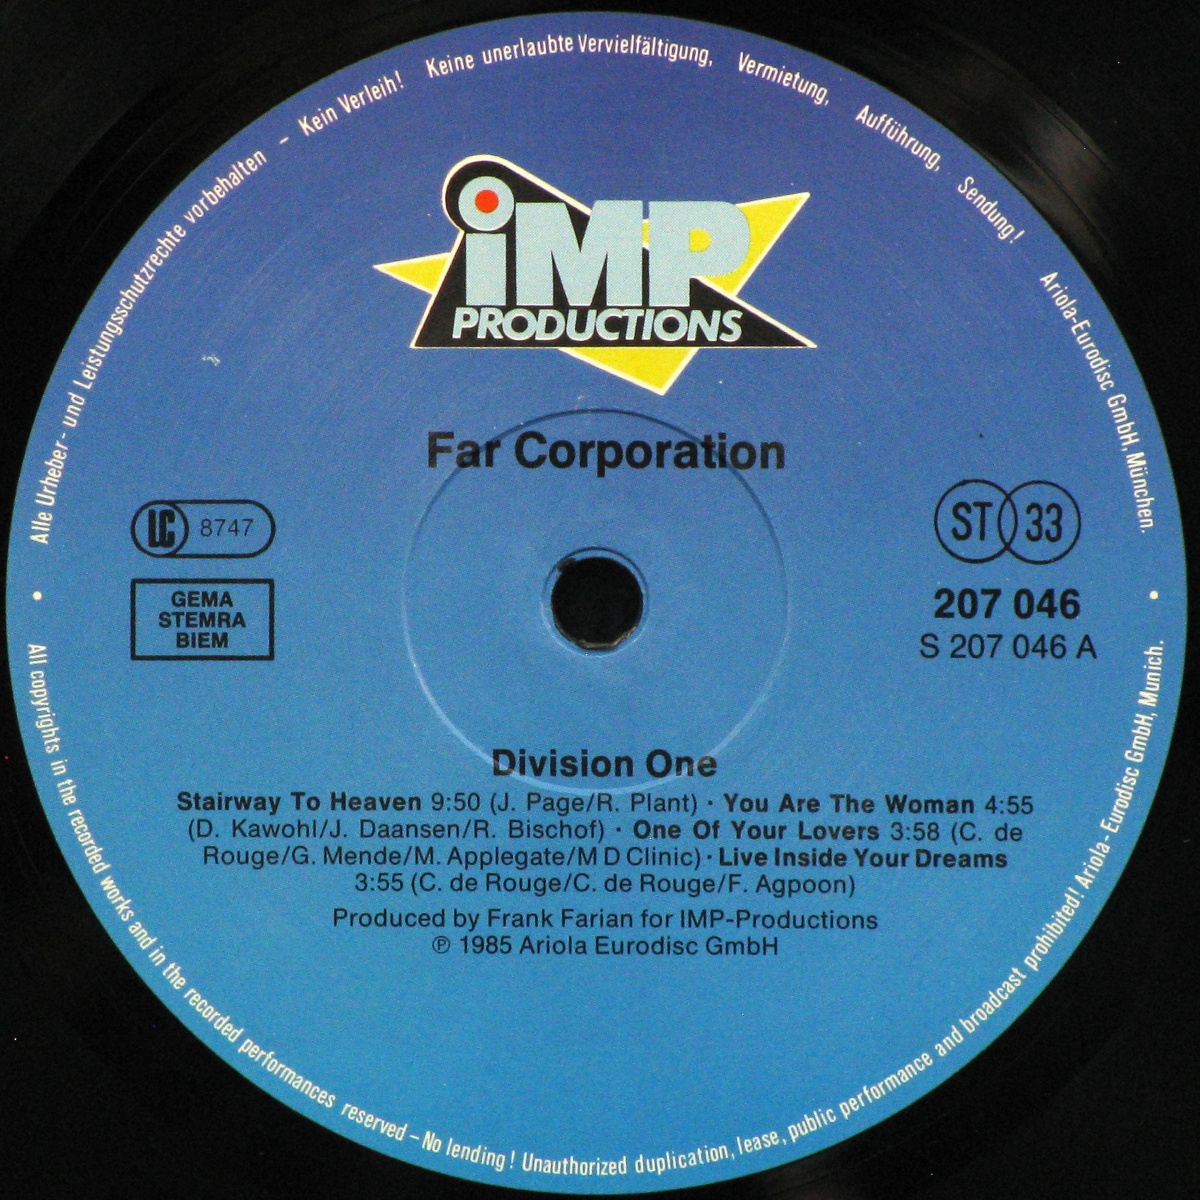 Alle Urheber- und Leistungsschutzrechte vorbehalten – Kein Verleih! Keine unerlaubte Vervielfältigung, Vermietung, Aufführung, Sendung! Ariola-Eurodisc GmbH, München.
iMP
PRODUCTIONS
Far Corporation
LC 8747
GEMA
STEMRA
BIEM
ST 33
207 046
S 207 046 A
Division One
Stairway To Heaven 9:50 (J. Page/R. Plant) · You Are The Woman 4:55
(D. Kawohl/J. Daansen/R. Bischof) · One Of Your Lovers 3:58 (C. de
Rouge/G. Mende/M. Applegate/M D Clinic) · Live Inside Your Dreams
3:55 (C. de Rouge/C. de Rouge/F. Agpoon)
Produced by Frank Farian for IMP-Productions
℗ 1985 Ariola Eurodisc GmbH
All copyrights in the recorded works and in the recorded performances reserved – No lending! Unauthorized duplication, lease, public performance and broadcast prohibited! Ariola-Eurodisc GmbH, Munich.